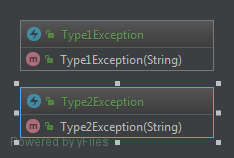 Type1Exception
Type1Exception(String)
Type2Exception
Type2Exception(String)
Powered by yFiles